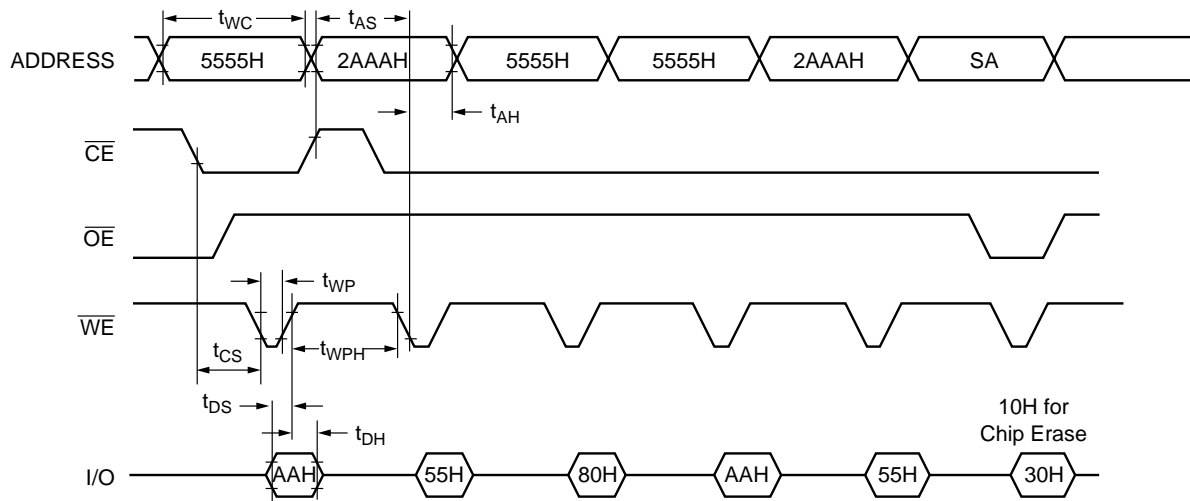 tWC tAS
ADDRESS 5555H 2AAAH 5555H 5555H 2AAAH SA
tAH
CE
OE
tWP
WE
tCS tWPH
tDS
tDH
10H for
Chip Erase
I/O AAH 55H 80H AAH 55H 30H